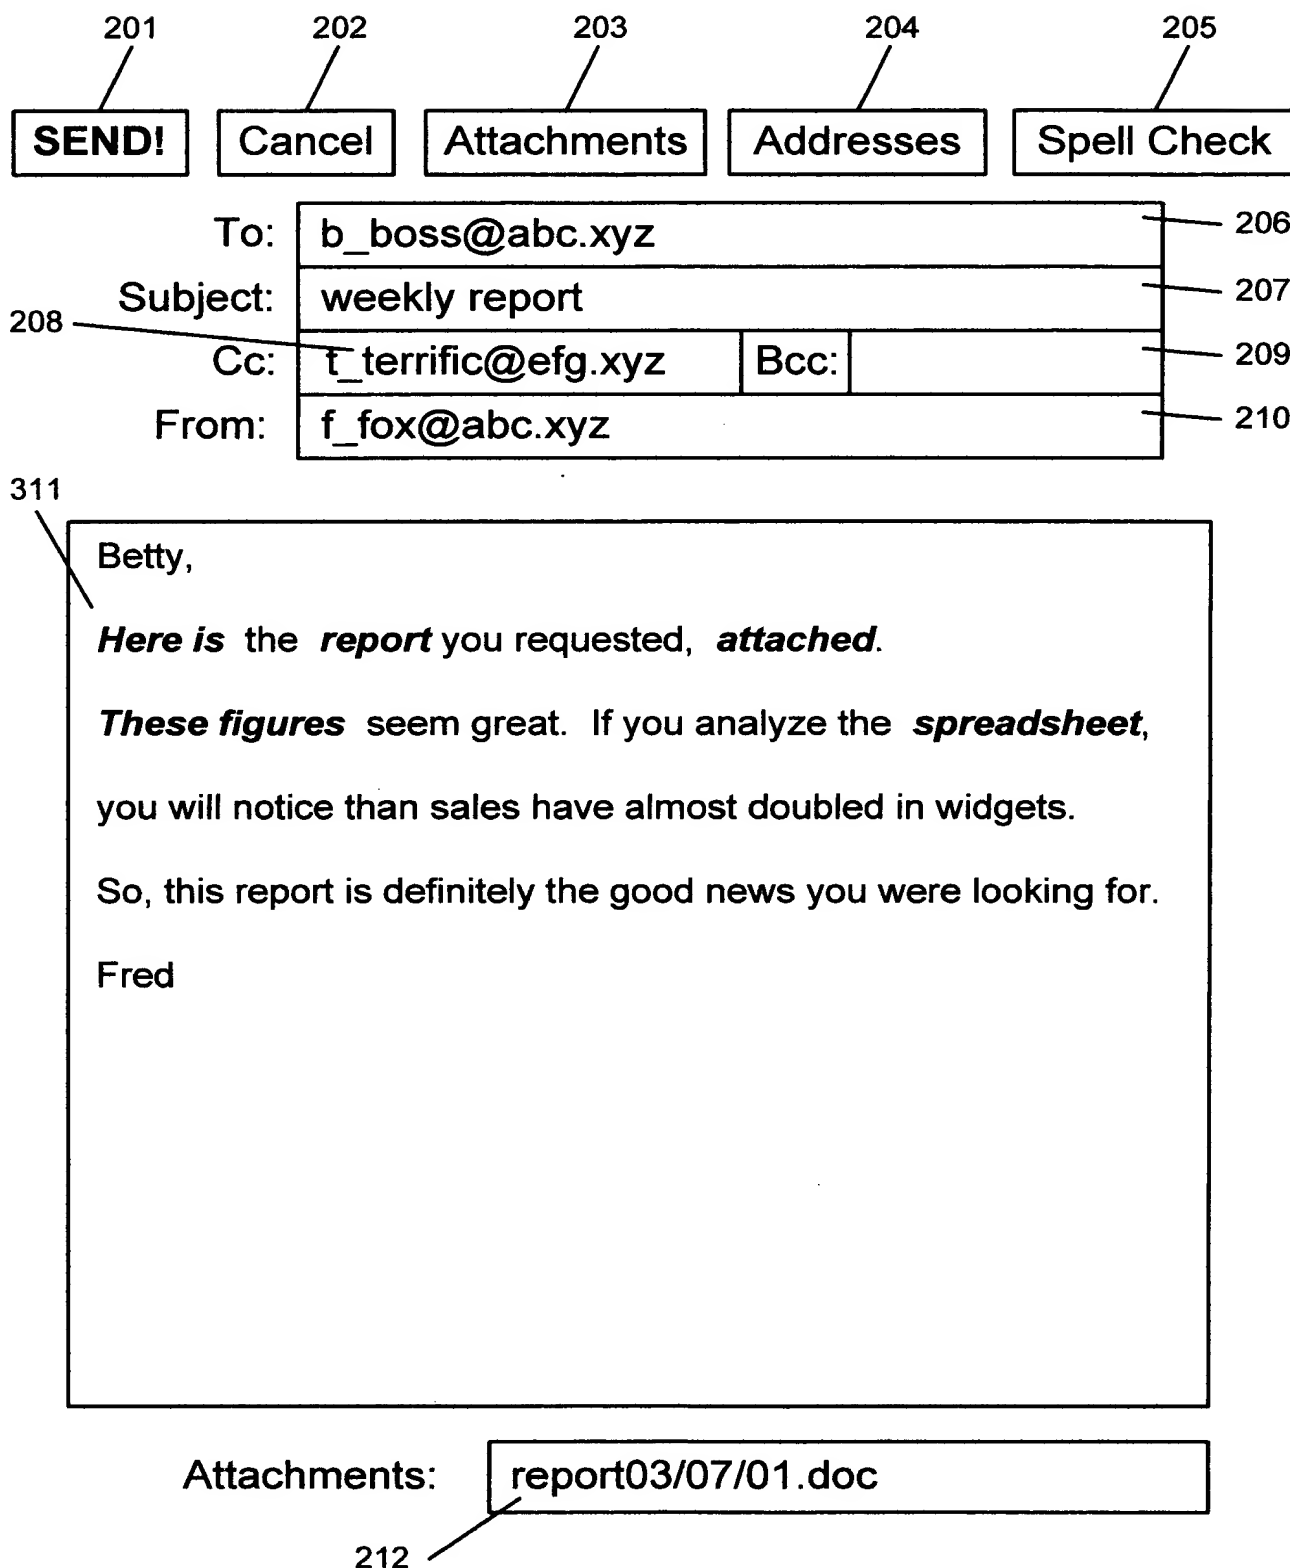 201 202 203 204 205
SEND! Cancel Attachments Addresses Spell Check
To: b_boss@abc.xyz 206
Subject: weekly report 207
208
Cc: t_terrific@efg.xyz Bcc: 209
From: f_fox@abc.xyz 210
311
Betty,
Here is the report you requested, attached.
These figures seem great. If you analyze the spreadsheet,
you will notice than sales have almost doubled in widgets.
So, this report is definitely the good news you were looking for.
Fred
Attachments: report03/07/01.doc
212